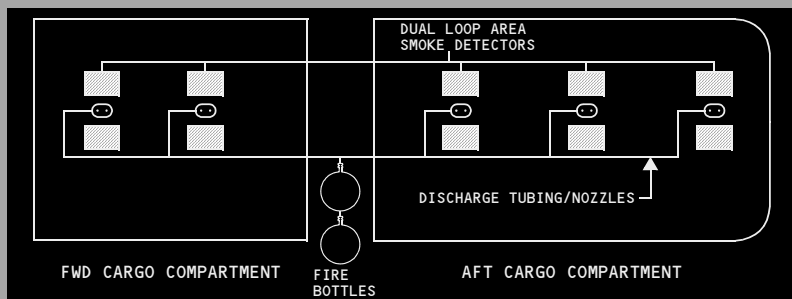 DUAL LOOP AREA
SMOKE DETECTORS
DISCHARGE TUBING/NOZZLES
FWD CARGO COMPARTMENT
FIRE
BOTTLES
AFT CARGO COMPARTMENT